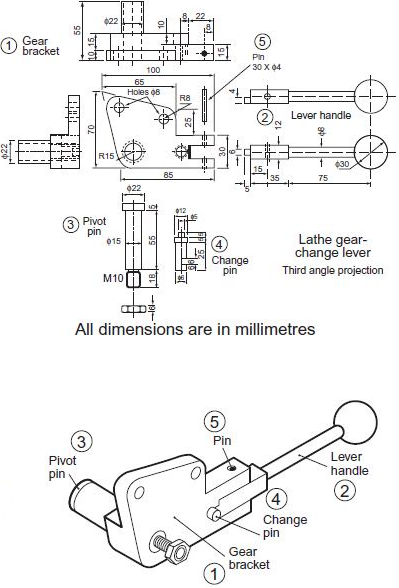 55
ϕ22
15
10
10
8
22
8
15
① Gear
bracket
⑤
Pin
30 X ϕ4
100
65
Holes ϕ8
R8
70
25
30
R15
85
ϕ22
4
② Lever handle
12
ϕ8
6
ϕ30
15
5
35
75
ϕ22
③ Pivot
pin
5
ϕ15
55
M10
18
ϕ12
ϕ5
④
Change
pin
25
ϕ6
Lathe gear-
change lever
Third angle projection
All dimensions are in millimetres
③
Pivot
pin
⑤
Pin
Lever
handle
②
④
Change
pin
Gear
bracket
①